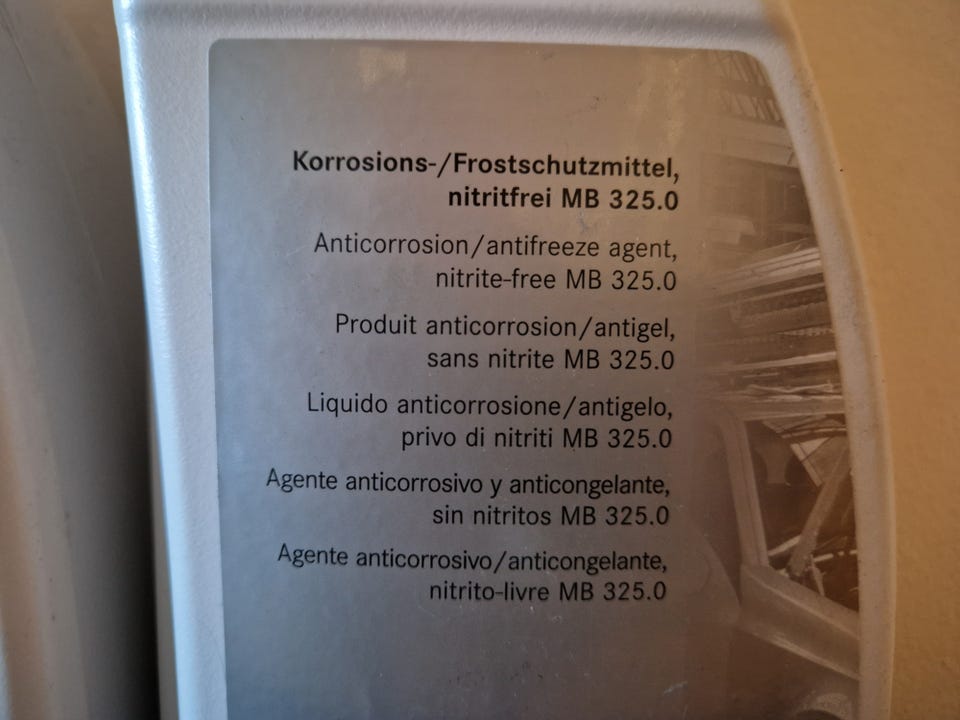 Korrosions-/Frostschutzmittel,
nitritfrei MB 325.0
Anticorrosion/antifreeze agent,
nitrite-free MB 325.0
Produit anticorrosion/antigel,
sans nitrite MB 325.0
Liquido anticorrosione/antigelo,
privo di nitriti MB 325.0
Agente anticorrosivo y anticongelante,
sin nitritos MB 325.0
Agente anticorrosivo/anticongelante,
nitrito-livre MB 325.0